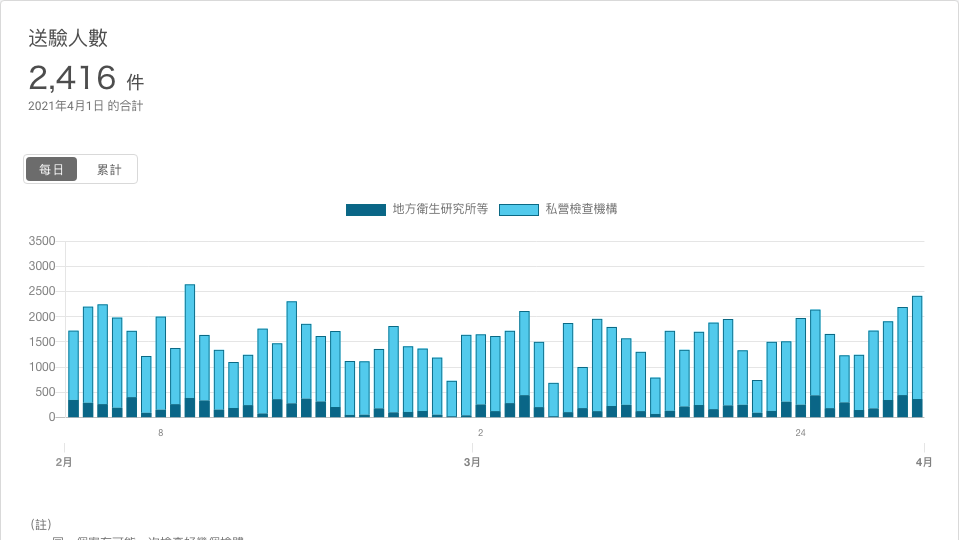 送驗人數
2,416 件
2021年4月1日 的合計
每日 累計
地方衛生研究所等 私營檢查機構
3500
3000
2500
2000
1500
1000
500
0
8 2 24
2月 3月 4月
（註）